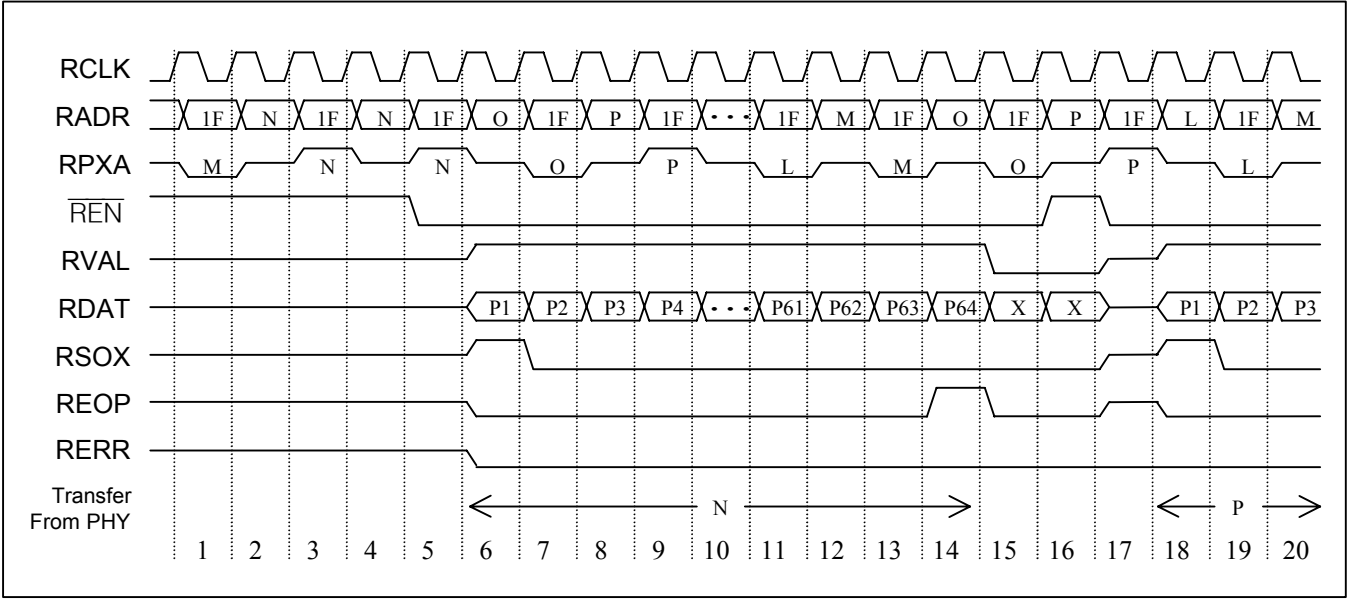 RCLK
RADR 1F N 1F N 1F O 1F P 1F ... 1F M 1F O 1F P 1F L 1F M
RPXA M N N O P L M O P L
REN
RVAL
RDAT P1 P2 P3 P4 ... P61 P62 P63 P64 X X P1 P2 P3
RSOX
REOP
RERR
Transfer
From PHY N P
1 2 3 4 5 6 7 8 9 10 11 12 13 14 15 16 17 18 19 20